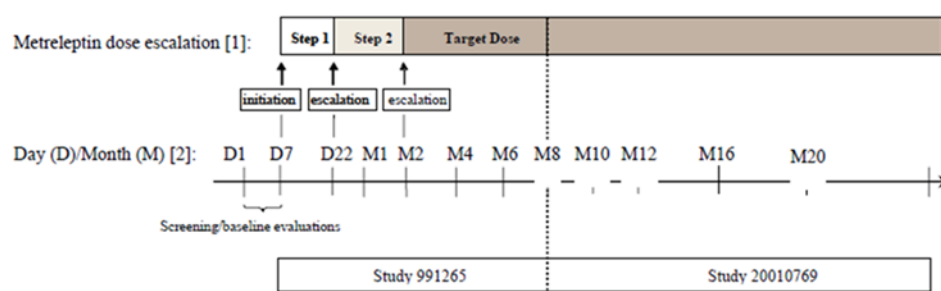 Metreleptin dose escalation [1]: Step 1 Step 2 Target Dose
initiation escalation escalation
Day (D)/Month (M) [2]: D1 D7 D22 M1 M2 M4 M6 M8 M10 M12 M16 M20
Screening/baseline evaluations
Study 991265 Study 20010769